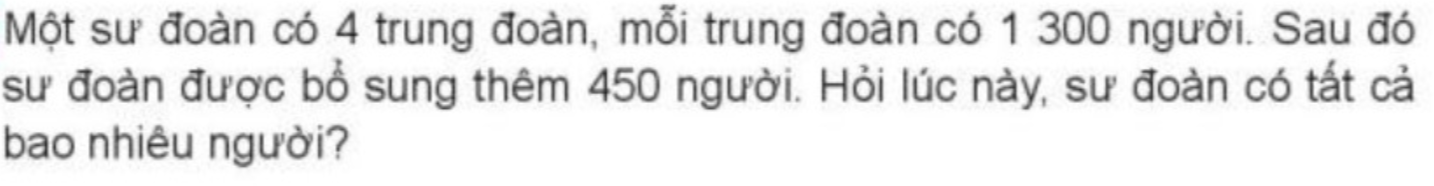 Một sư đoàn có 4 trung đoàn, mỗi trung đoàn có 1 300 người. Sau đó
sư đoàn được bổ sung thêm 450 người. Hỏi lúc này, sư đoàn có tất cả
bao nhiêu người?